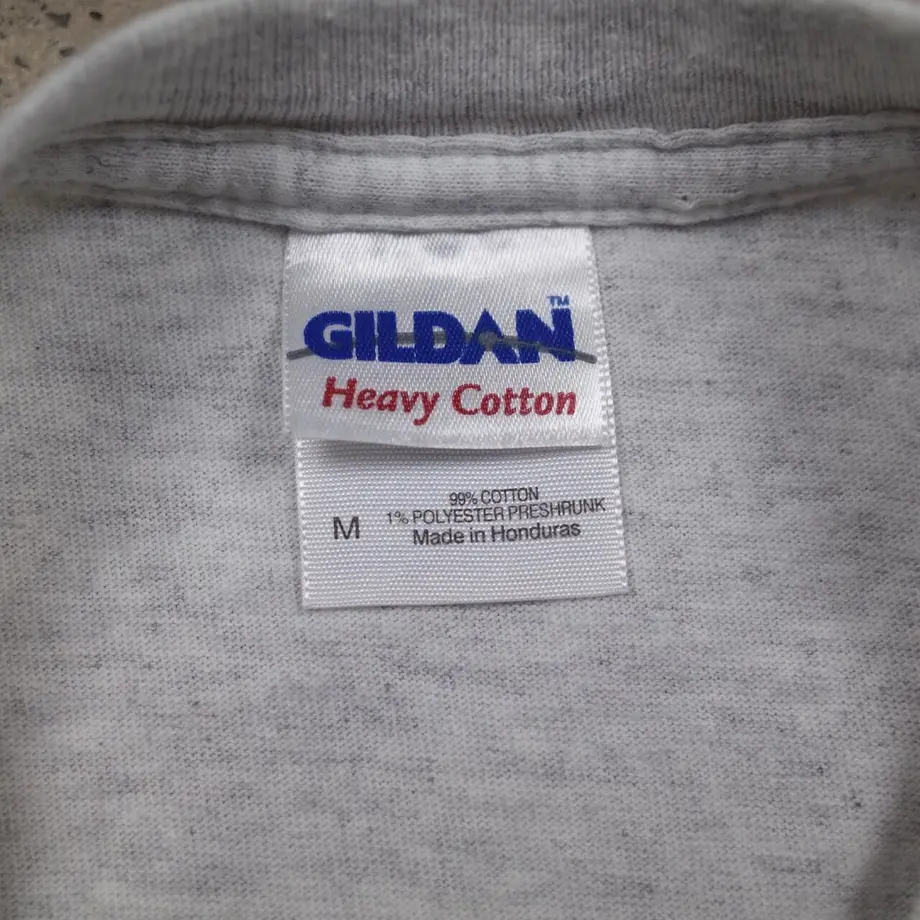 GILDAN™
Heavy Cotton
99% COTTON
1% POLYESTER PRESHRUNK
M
Made in Honduras